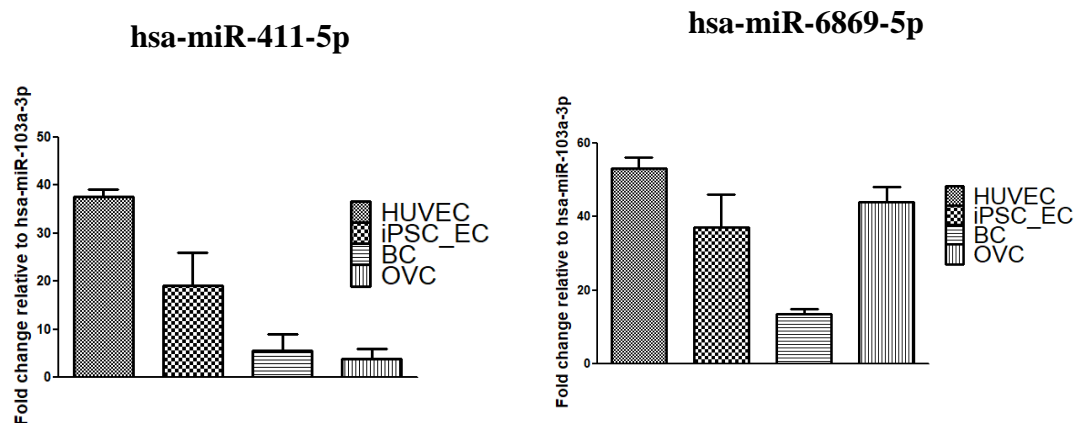 hsa-miR-411-5p
Fold change relative to hsa-miR-103a-3p
50
40
30
20
10
0
HUVEC
iPSC_EC
BC
OVC
hsa-miR-6869-5p
Fold change relative to hsa-miR-103a-3p
60
40
20
0
HUVEC
iPSC_EC
BC
OVC